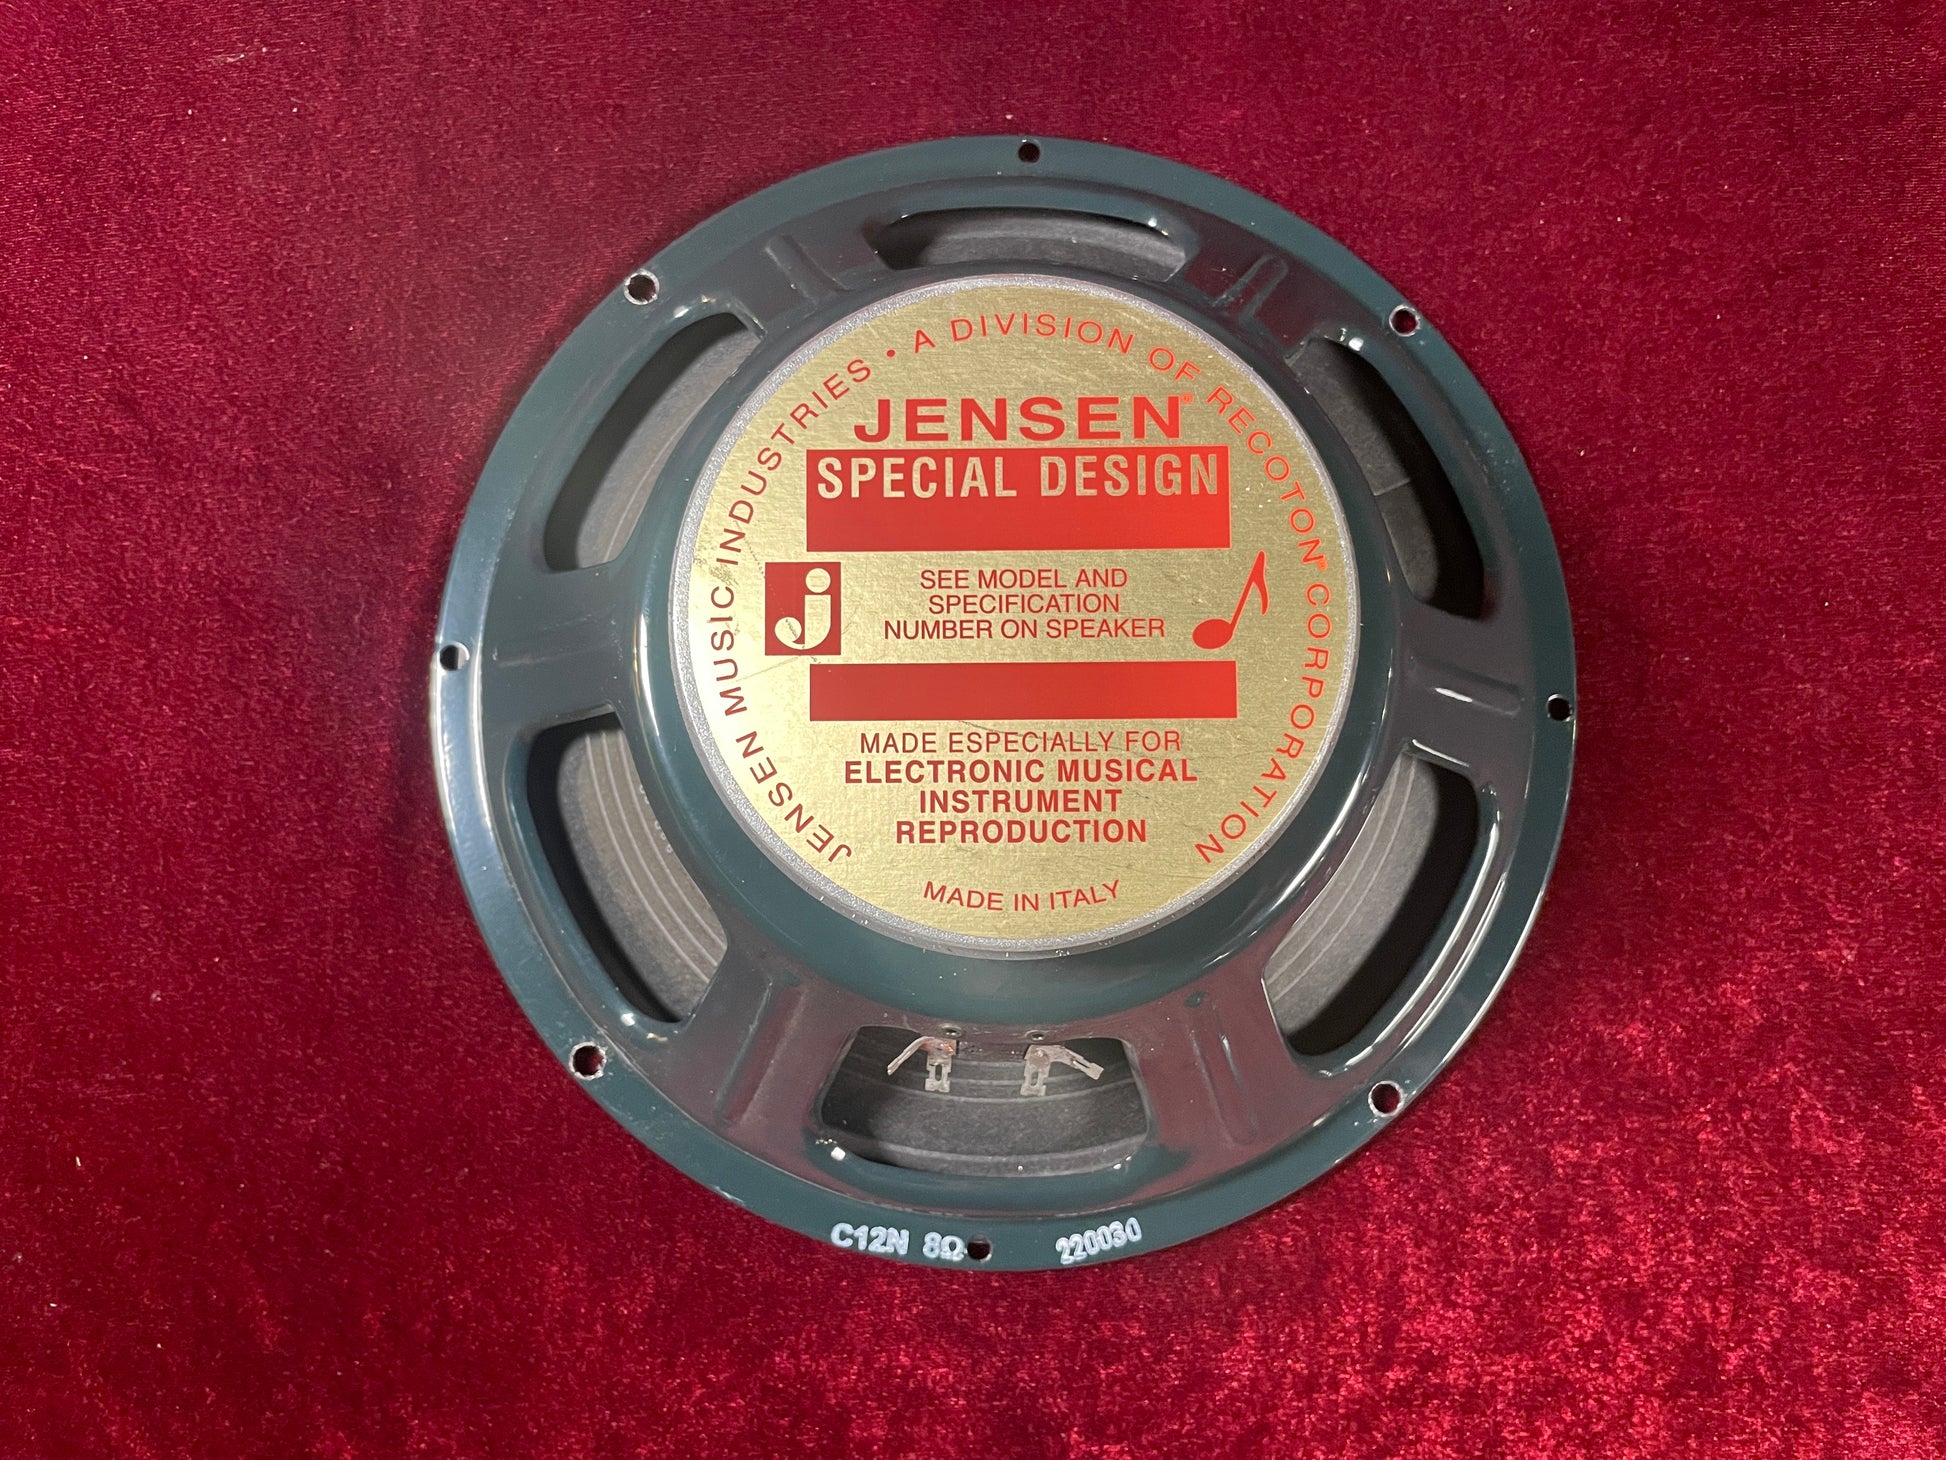 JENSEN MUSIC INDUSTRIES • A DIVISION OF RECOTON® CORPORATION
JENSEN®
SPECIAL DESIGN
j
SEE MODEL AND
SPECIFICATION
NUMBER ON SPEAKER
MADE ESPECIALLY FOR
ELECTRONIC MUSICAL
INSTRUMENT
REPRODUCTION
MADE IN ITALY
C12N 8Ω 220030